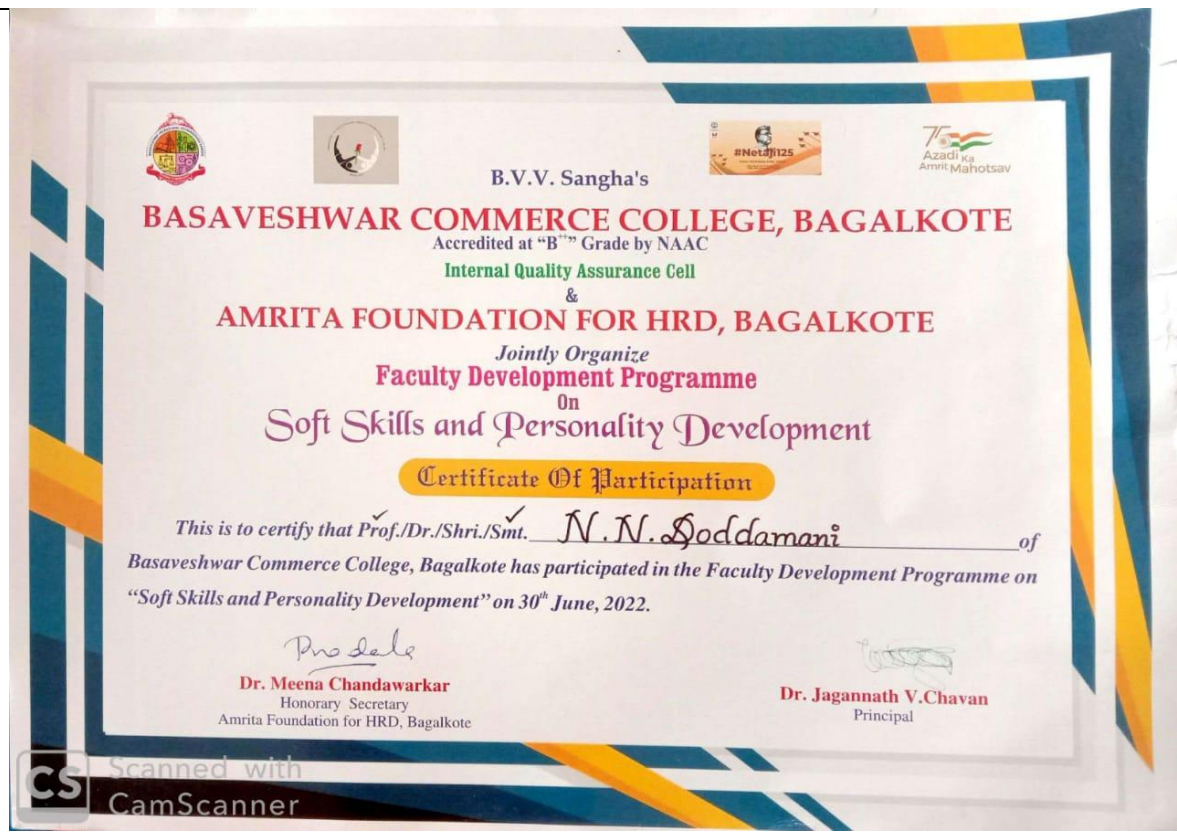 #Netaji125
75
Azadi Ka
Amrit Mahotsav
B.V.V. Sangha's
BASAVESHWAR COMMERCE COLLEGE, BAGALKOTE
Accredited at “B++” Grade by NAAC
Internal Quality Assurance Cell
&
AMRITA FOUNDATION FOR HRD, BAGALKOTE
Jointly Organize
Faculty Development Programme
On
Soft Skills and Personality Development
Certificate Of Participation
This is to certify that Prof./Dr./Shri./Smt. N.N.Doddamani of
Basaveshwar Commerce College, Bagalkote has participated in the Faculty Development Programme on
“Soft Skills and Personality Development” on 30th June, 2022.
Dr. Meena Chandawarkar
Honorary Secretary
Amrita Foundation for HRD, Bagalkote
Dr. Jagannath V.Chavan
Principal
CS Scanned with
CamScanner